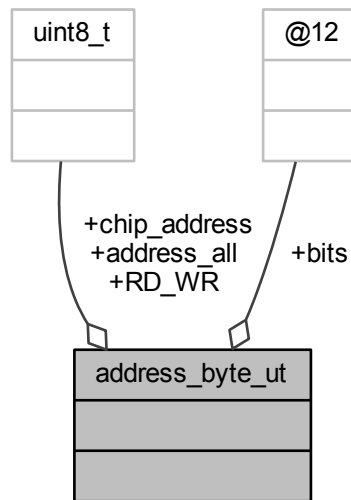 uint8_t
@12
+chip_address
+address_all
+RD_WR
+bits
address_byte_ut